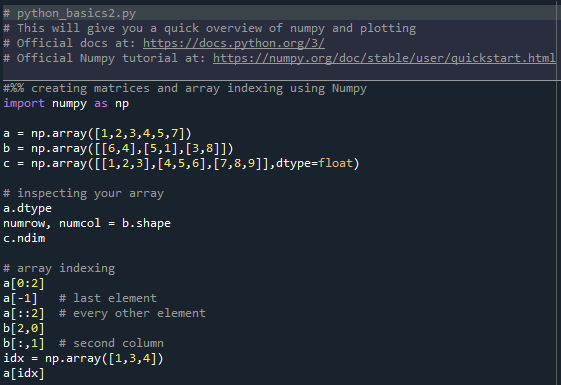 # python_basics2.py
# This will give you a quick overview of numpy and plotting
# Official docs at: https://docs.python.org/3/
# Official Numpy tutorial at: https://numpy.org/doc/stable/user/quickstart.html
#%% creating matrices and array indexing using Numpy
import numpy as np
a = np.array([1,2,3,4,5,7])
b = np.array([[6,4],[5,1],[3,8]])
c = np.array([[1,2,3],[4,5,6],[7,8,9]],dtype=float)
# inspecting your array
a.dtype
numrow, numcol = b.shape
c.ndim
# array indexing
a[0:2]
a[-1]   # last element
a[::2]  # every other element
b[2,0]
b[:,1]  # second column
idx = np.array([1,3,4])
a[idx]